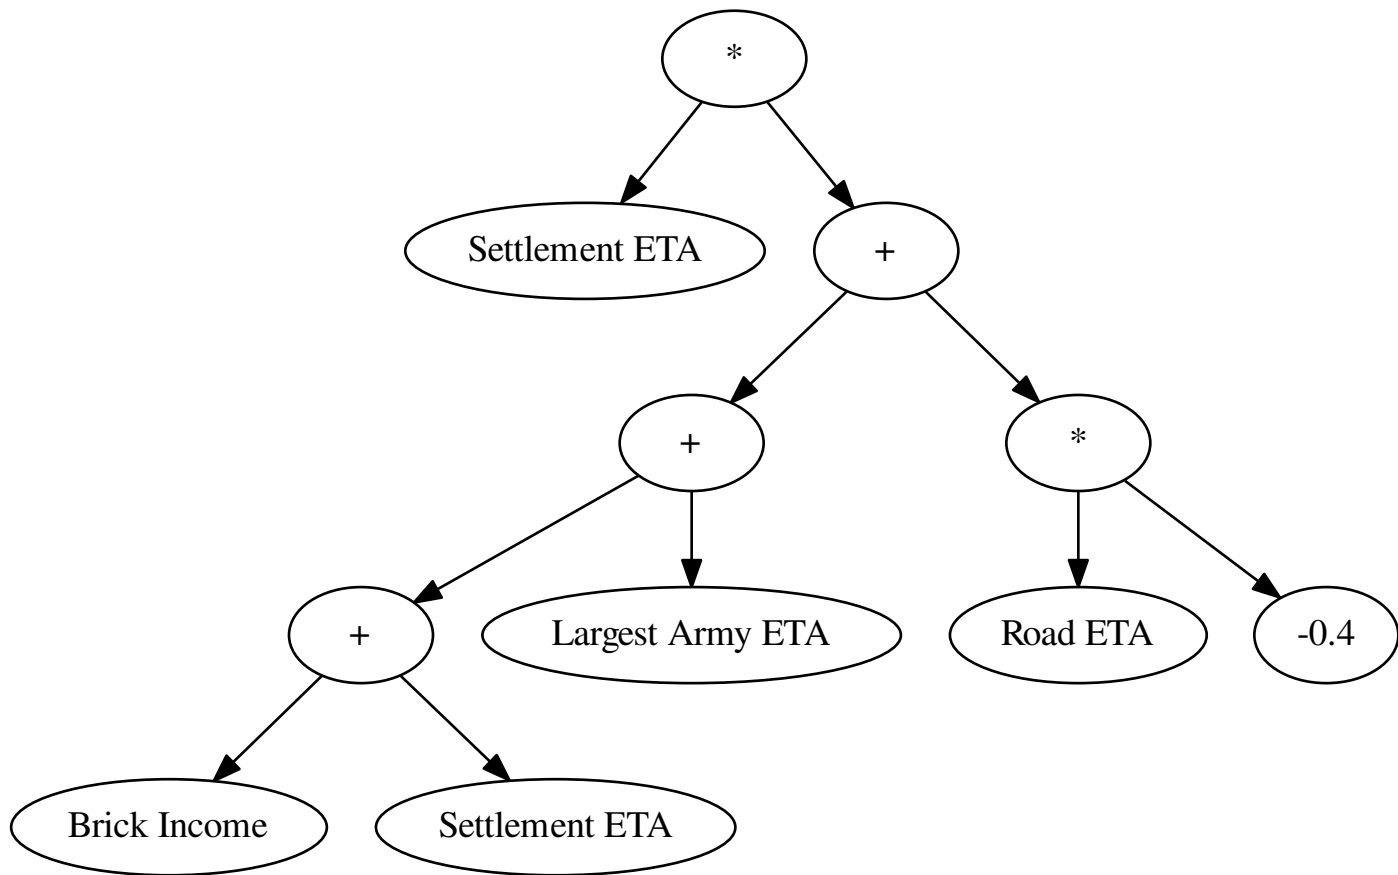 *
Settlement ETA
+
+
*
+
Largest Army ETA
Road ETA
-0.4
Brick Income
Settlement ETA